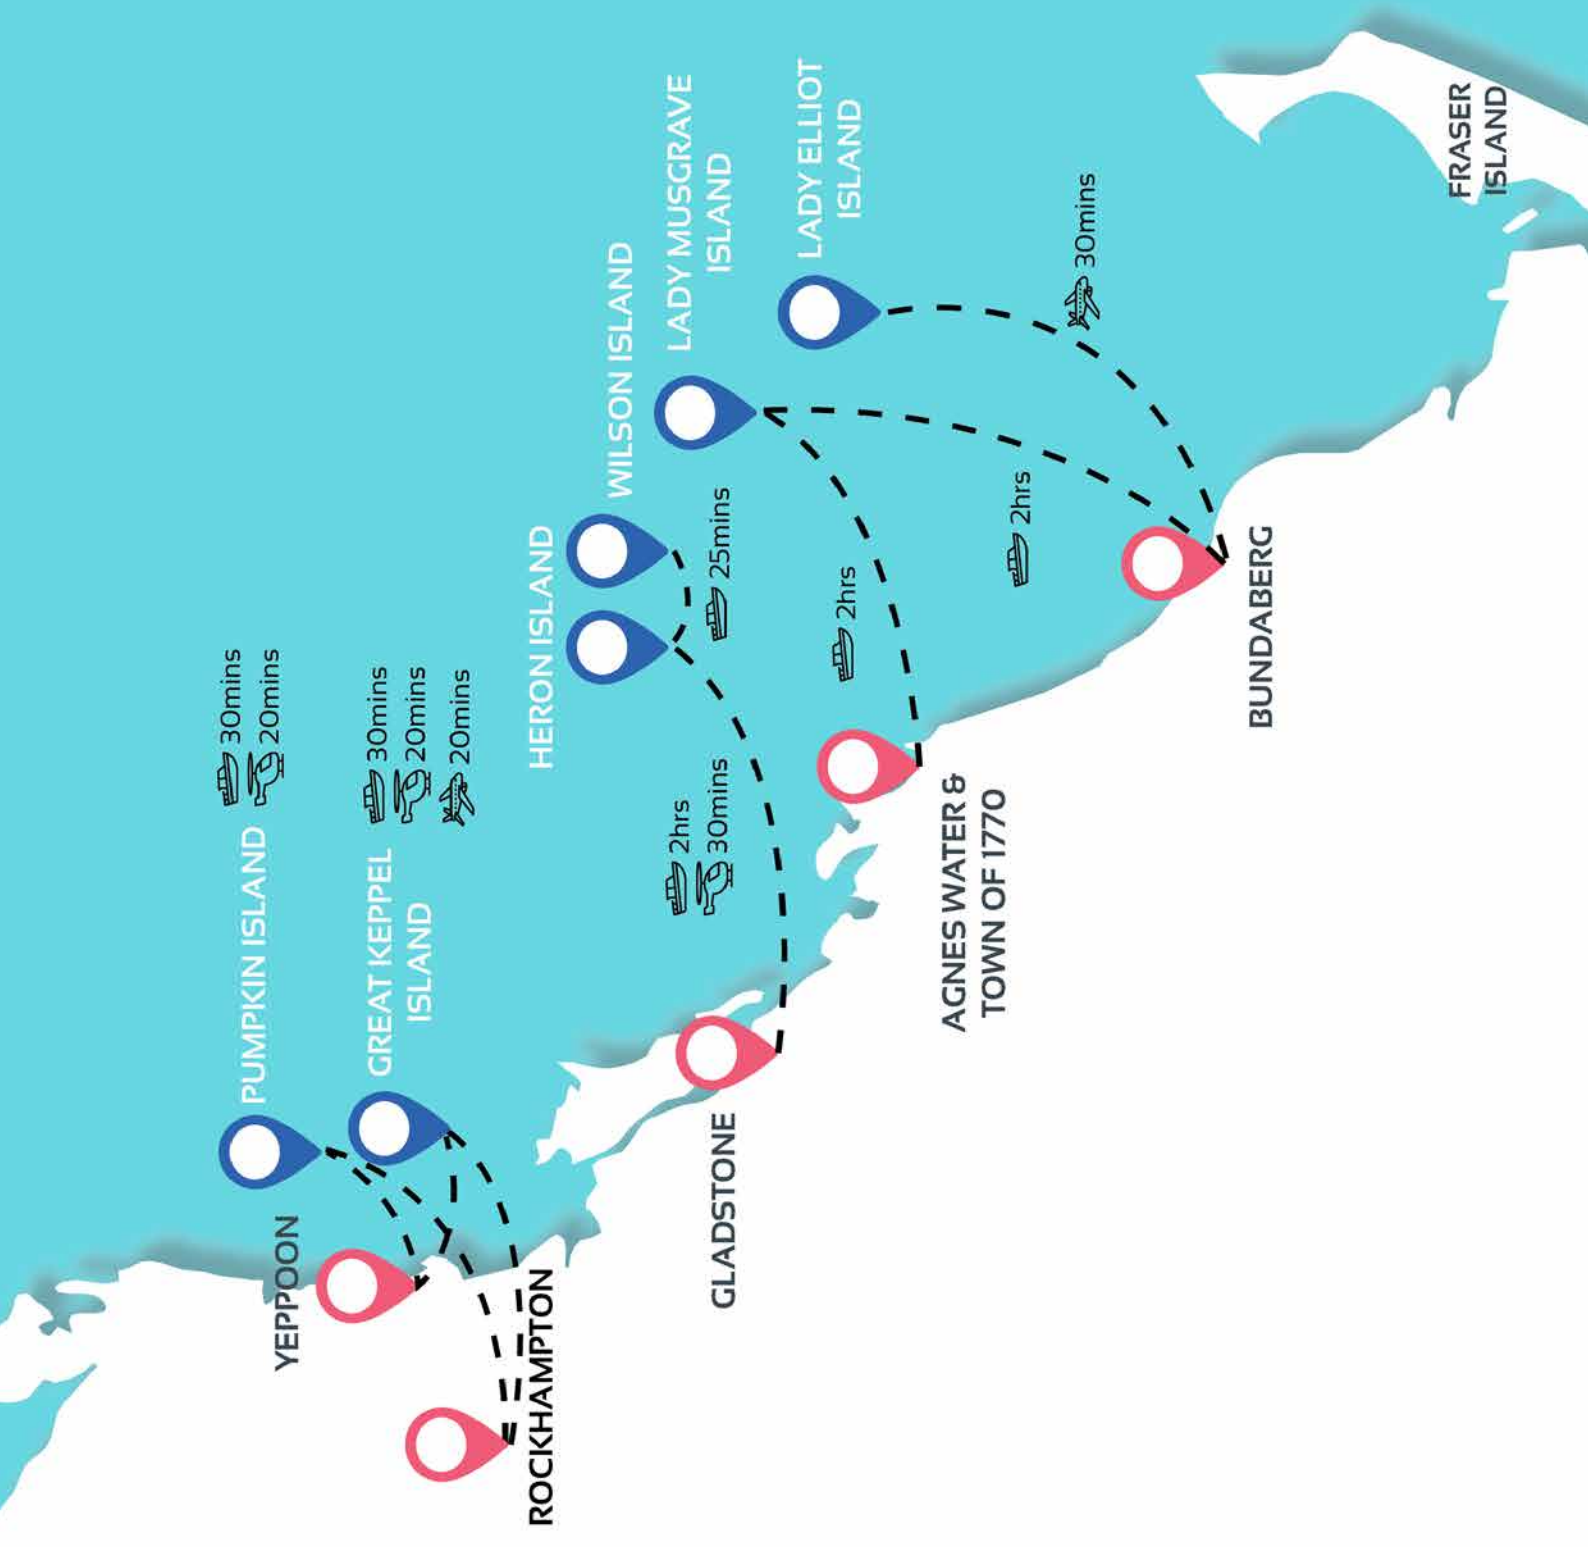 PUMPKIN ISLAND
30mins
20mins
GREAT KEPPEL
ISLAND
30mins
20mins
20mins
YEPPOON
ROCKHAMPTON
HERON ISLAND
WILSON ISLAND
25mins
LADY MUSGRAVE
ISLAND
LADY ELLIOT
ISLAND
2hrs
30mins
GLADSTONE
2hrs
AGNES WATER &
TOWN OF 1770
2hrs
30mins
BUNDABERG
FRASER
ISLAND